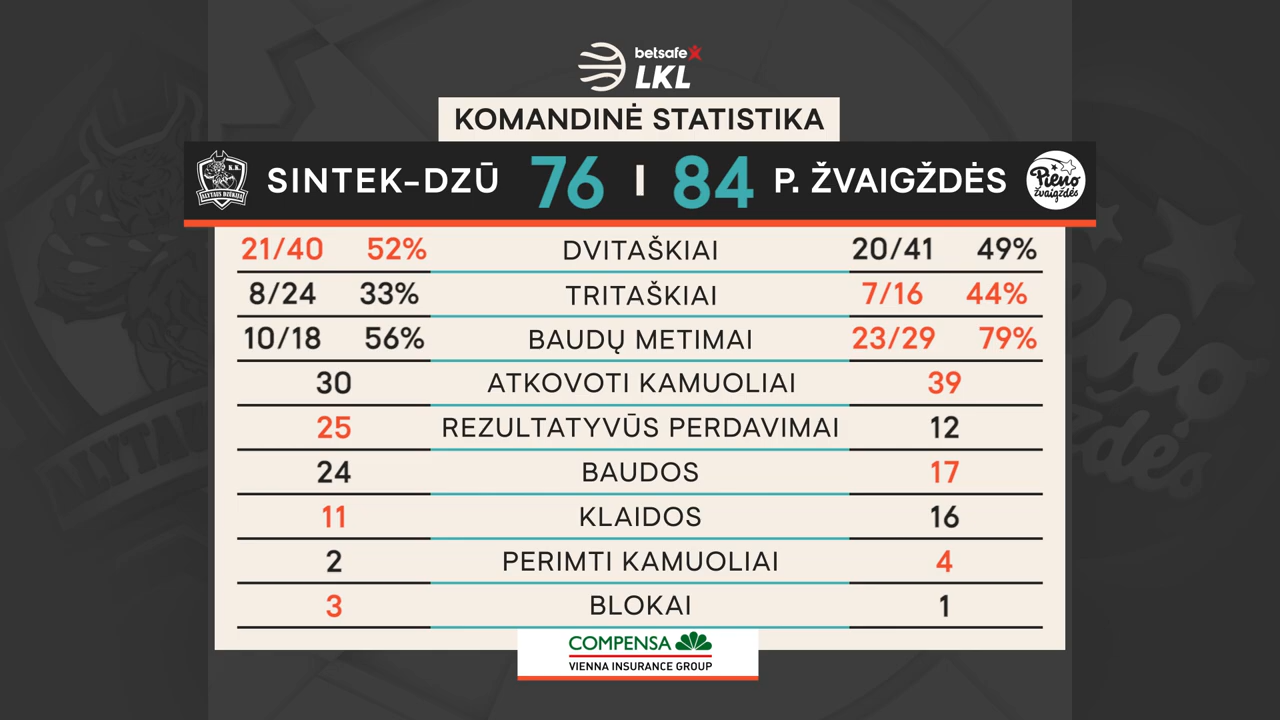 betsafe
LKL
KOMANDINĖ STATISTIKA
SINTEK-DZŪ 76 | 84 P. ŽVAIGŽDĖS
K.K.
ALYTAUS DZŪKIJA
Pieno
žvaigždės
21/40 52% DVITAŠKIAI 20/41 49%
8/24 33% TRITAŠKIAI 7/16 44%
10/18 56% BAUDŲ METIMAI 23/29 79%
30 ATKOVOTI KAMUOLIAI 39
25 REZULTATYVŪS PERDAVIMAI 12
24 BAUDOS 17
11 KLAIDOS 16
2 PERIMTI KAMUOLIAI 4
3 BLOKAI 1
COMPENSA
VIENNA INSURANCE GROUP